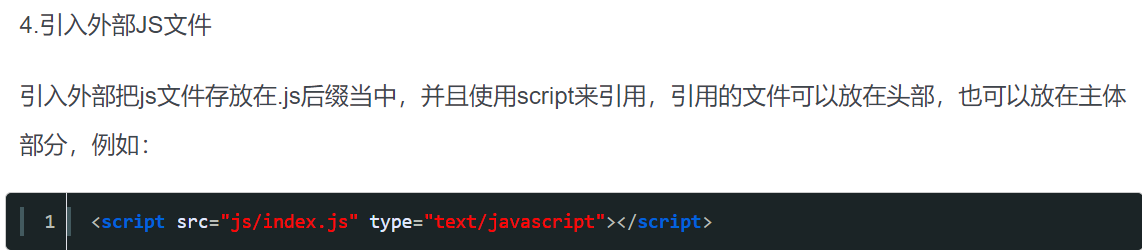 4.引入外部JS文件
引入外部把js文件存放在.js后缀当中，并且使用script来引用，引用的文件可以放在头部，也可以放在主体
部分，例如：
1 <script src="js/index.js" type="text/javascript"></script>